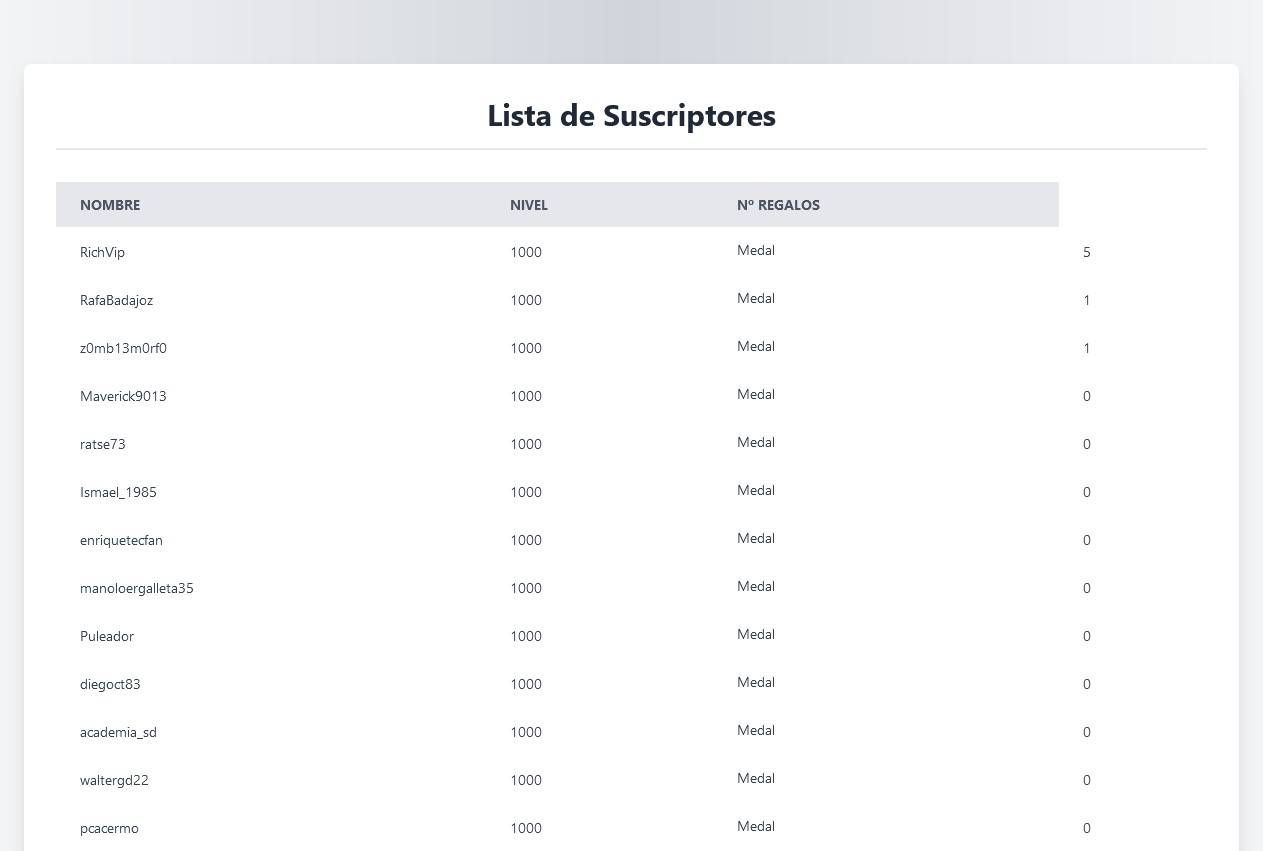 Lista de Suscriptores
NOMBRE NIVEL Nº REGALOS
RichVip 1000 Medal 5
RafaBadajoz 1000 Medal 1
z0mb13m0rf0 1000 Medal 1
Maverick9013 1000 Medal 0
ratse73 1000 Medal 0
Ismael_1985 1000 Medal 0
enriquetecfan 1000 Medal 0
manoloergalleta35 1000 Medal 0
Puleador 1000 Medal 0
diegoct83 1000 Medal 0
academia_sd 1000 Medal 0
waltergd22 1000 Medal 0
pcacermo 1000 Medal 0